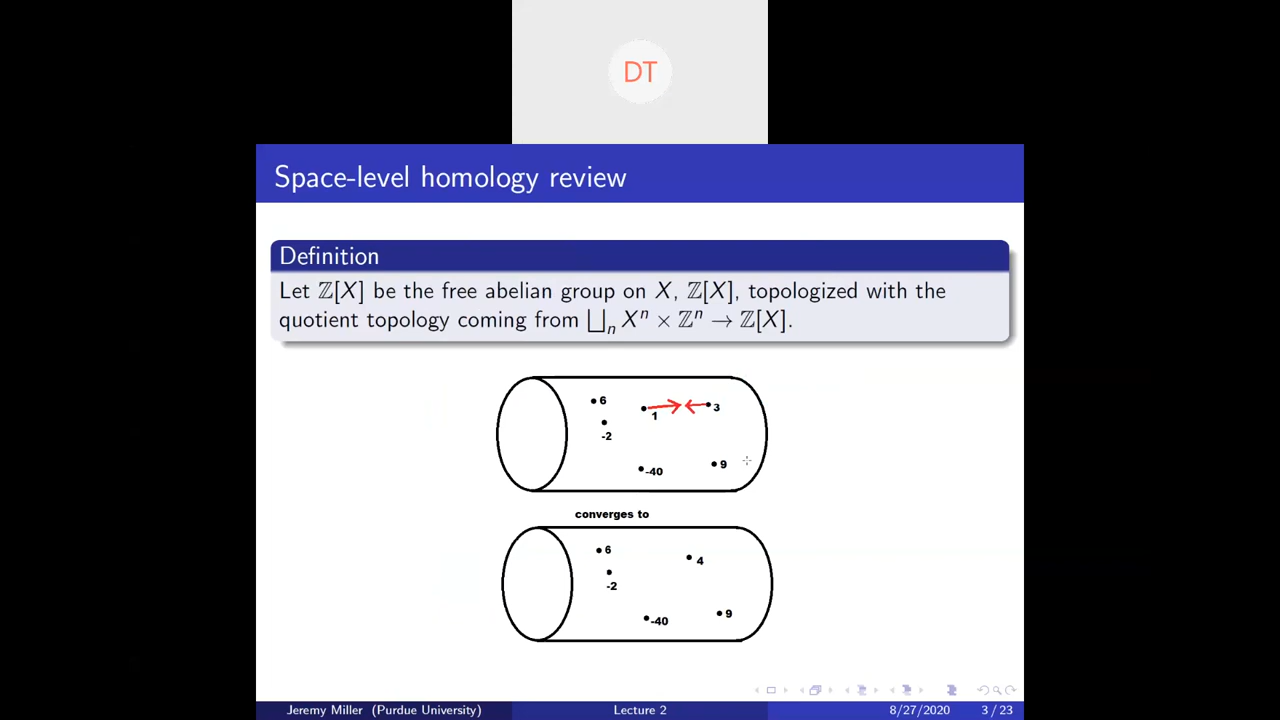 DT
Space-level homology review
Definition
Let ℤ[X] be the free abelian group on X, ℤ[X], topologized with the
quotient topology coming from ⨆ₙ Xⁿ × ℤⁿ → ℤ[X].
6
1
3
-2
-40
9
converges to
6
4
-2
-40
9
Jeremy Miller (Purdue University) Lecture 2 8/27/2020 3 / 23